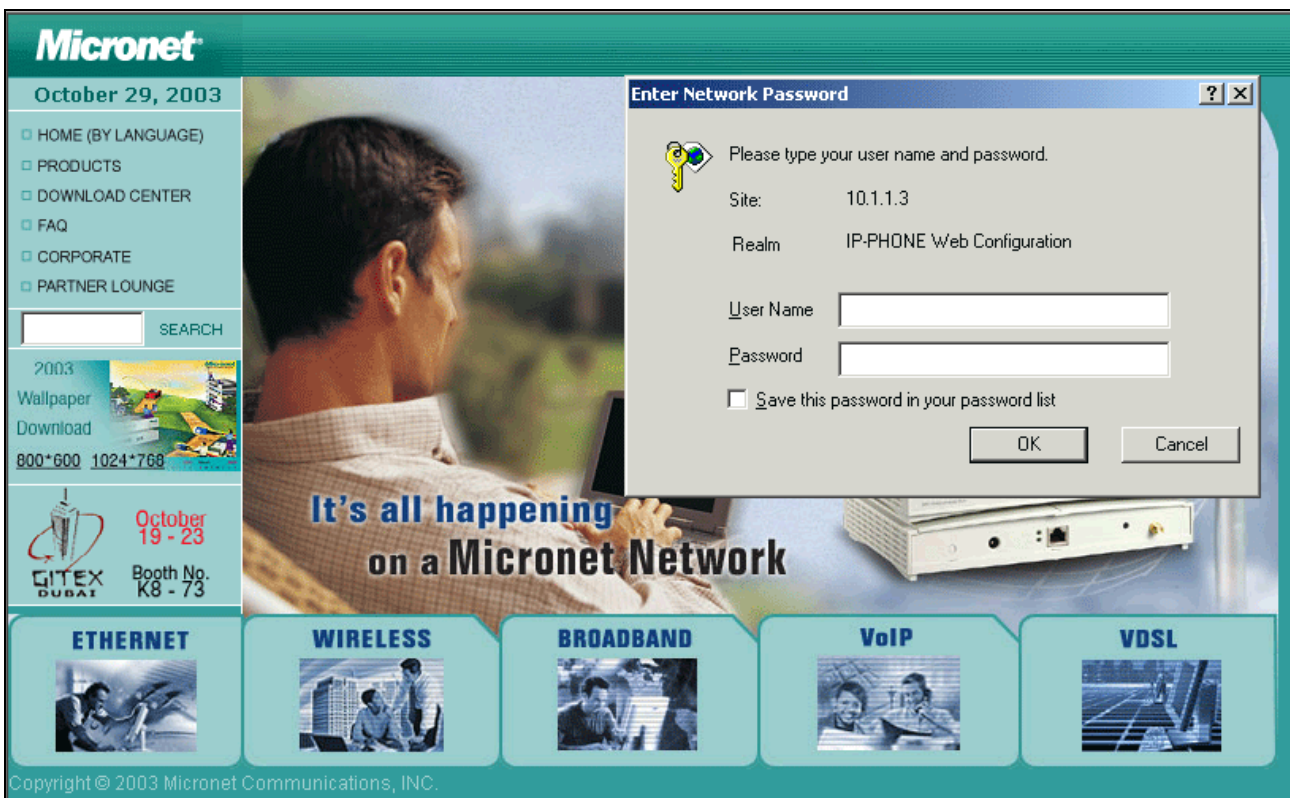 Micronet
October 29, 2003
HOME (BY LANGUAGE)
PRODUCTS
DOWNLOAD CENTER
FAQ
CORPORATE
PARTNER LOUNGE
SEARCH
2003
Wallpaper
Download
800*600 1024*768
GITEX
DUBAI
October
19 - 23
Booth No.
K8 - 73
Enter Network Password
Please type your user name and password.
Site: 10.1.1.3
Realm IP-PHONE Web Configuration
User Name
Password
Save this password in your password list
OK Cancel
It's all happening
on a Micronet Network
ETHERNET
WIRELESS
BROADBAND
VoIP
VDSL
Copyright © 2003 Micronet Communications, INC.